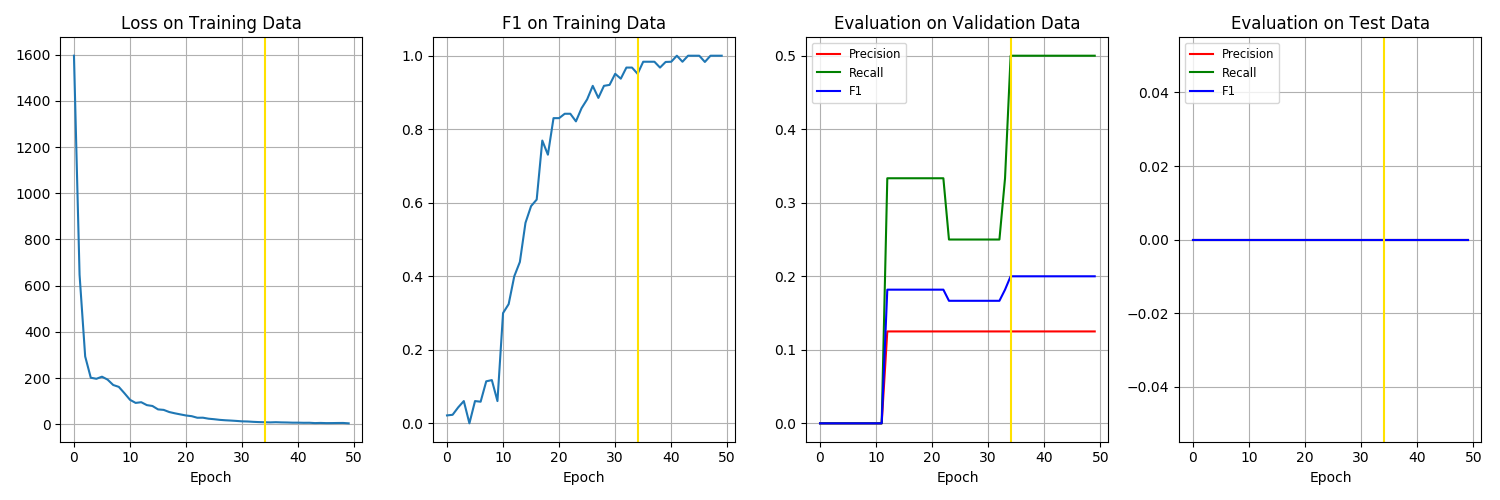 Loss on Training Data
1600
1400
1200
1000
800
600
400
200
0
0 10 20 30 40 50
Epoch
F1 on Training Data
1.0
0.8
0.6
0.4
0.2
0.0
0 10 20 30 40 50
Epoch
Evaluation on Validation Data
Precision
Recall
F1
0.5
0.4
0.3
0.2
0.1
0.0
0 10 20 30 40 50
Epoch
Evaluation on Test Data
Precision
Recall
F1
0.04
0.02
0.00
−0.02
−0.04
0 10 20 30 40 50
Epoch